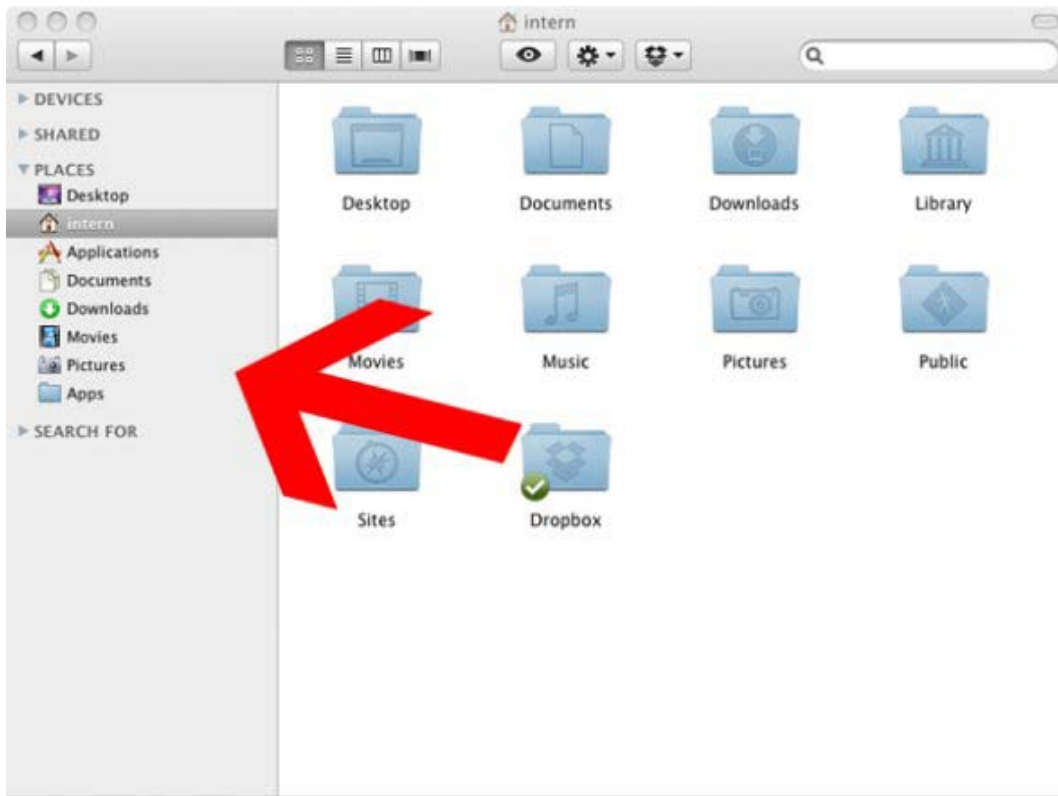 intern
DEVICES
SHARED
PLACES
Desktop
intern
Applications
Documents
Downloads
Movies
Pictures
Apps
SEARCH FOR
Desktop Documents Downloads Library
Movies Music Pictures Public
Sites Dropbox